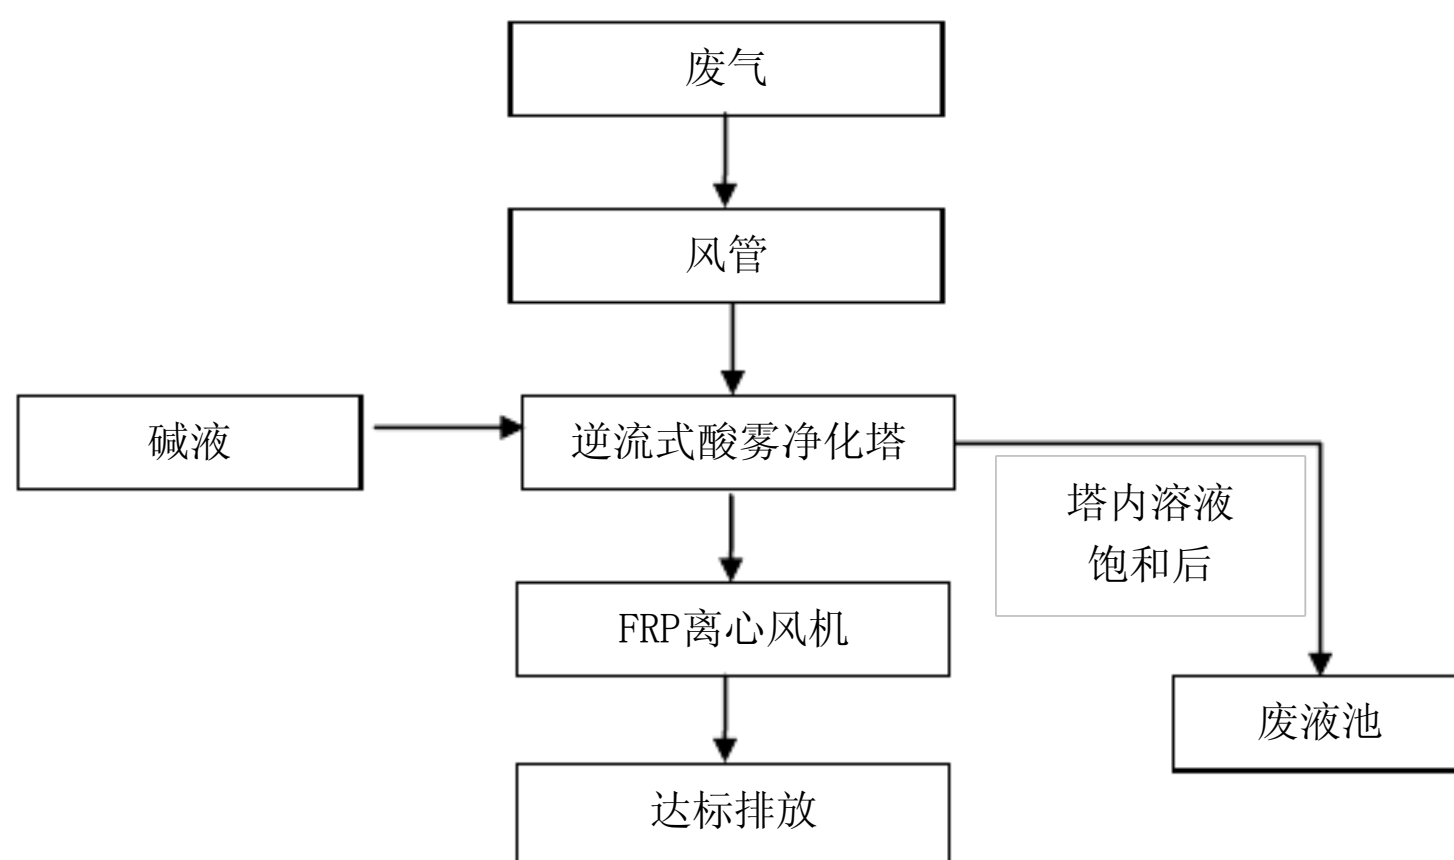 废气
风管
碱液
逆流式酸雾净化塔
塔内溶液
饱和后
FRP离心风机
废液池
达标排放